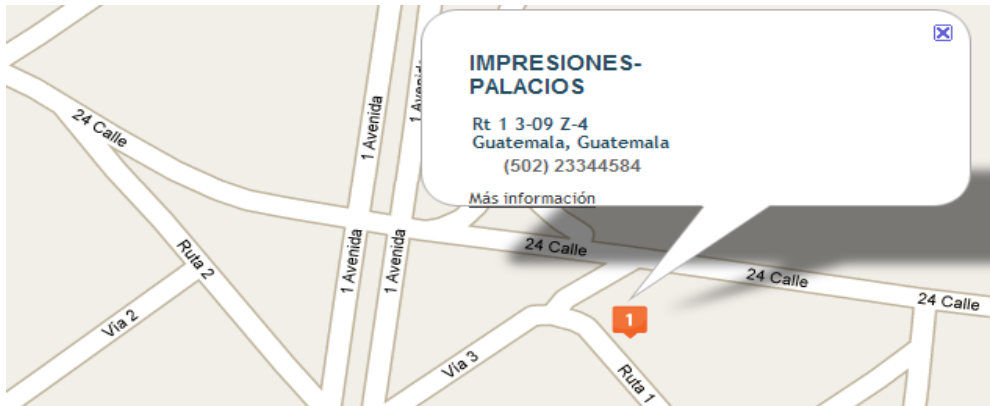 IMPRESIONES-
PALACIOS
Rt 1 3-09 Z-4
Guatemala, Guatemala
(502) 23344584
Más información
24 Calle
1 Avenida
1 Avenida
24 Calle
24 Calle
24 Calle
1 Avenida
1 Avenida
Ruta 2
Via 2
Via 3
Ruta 1
1